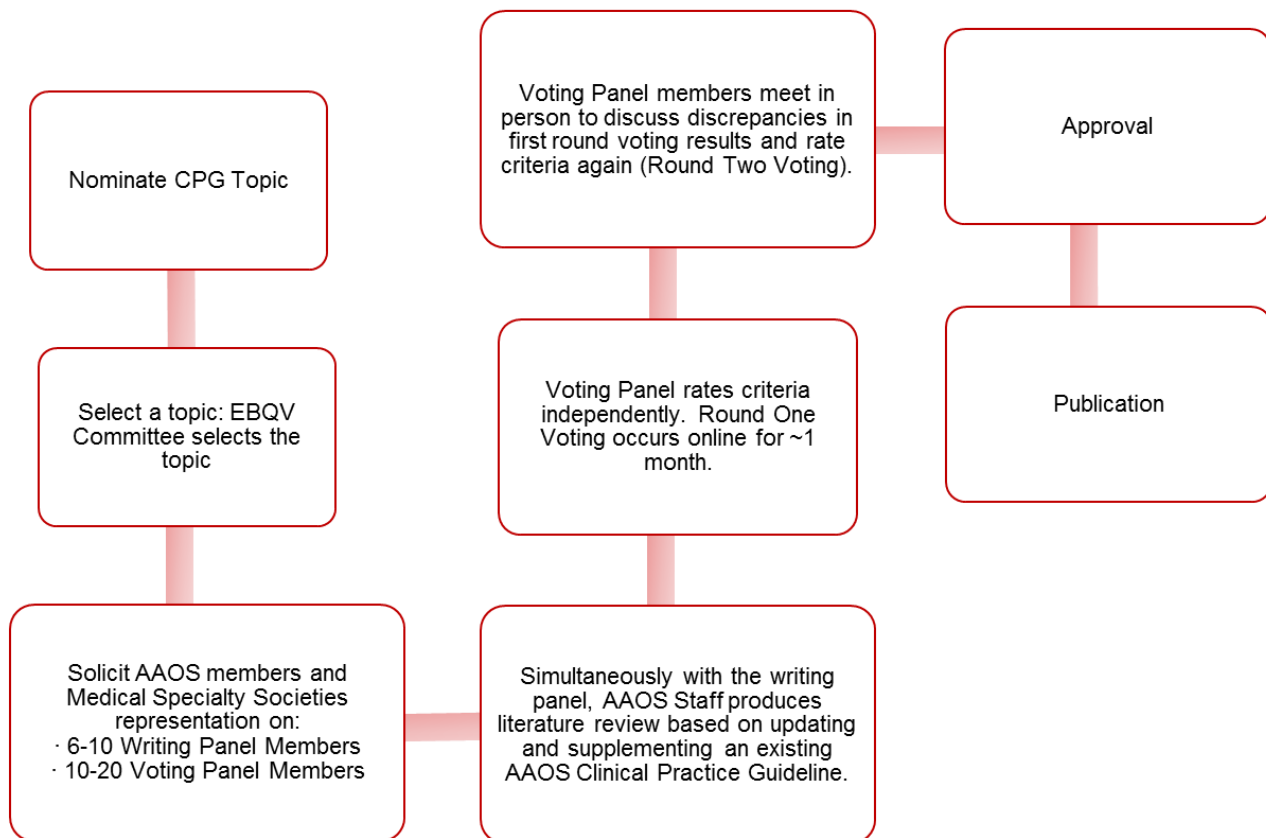 Nominate CPG Topic
Select a topic: EBQV
Committee selects the
topic
Solicit AAOS members and
Medical Specialty Societies
representation on:
· 6-10 Writing Panel Members
· 10-20 Voting Panel Members
Simultaneously with the writing
panel, AAOS Staff produces
literature review based on updating
and supplementing an existing
AAOS Clinical Practice Guideline.
Voting Panel rates criteria
independently. Round One
Voting occurs online for ~1
month.
Voting Panel members meet in
person to discuss discrepancies in
first round voting results and rate
criteria again (Round Two Voting).
Approval
Publication